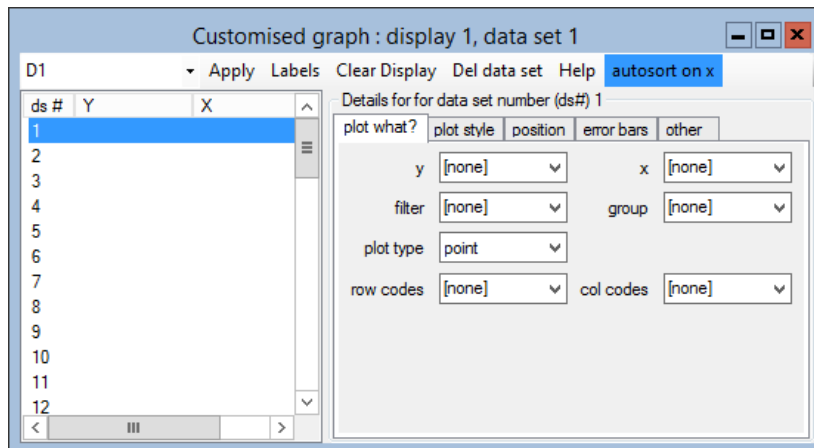 Customised graph : display 1, data set 1
D1 Apply Labels Clear Display Del data set Help autosort on x
ds # Y X
1
2
3
4
5
6
7
8
9
10
11
12
Details for for data set number (ds#) 1
plot what? plot style position error bars other
y [none] x [none]
filter [none] group [none]
plot type point
row codes [none] col codes [none]